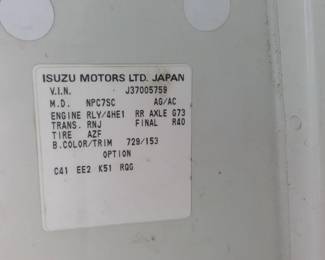 ISUZU MOTORS LTD. JAPAN
V.I.N. J37005759
M.D. NPC7SC AG/AC
ENGINE RLY/4HE1 RR AXLE G73
TRANS. RNJ FINAL R40
TIRE AZF
B.COLOR/TRIM 729/153
OPTION
C41 EE2 K51 RQG